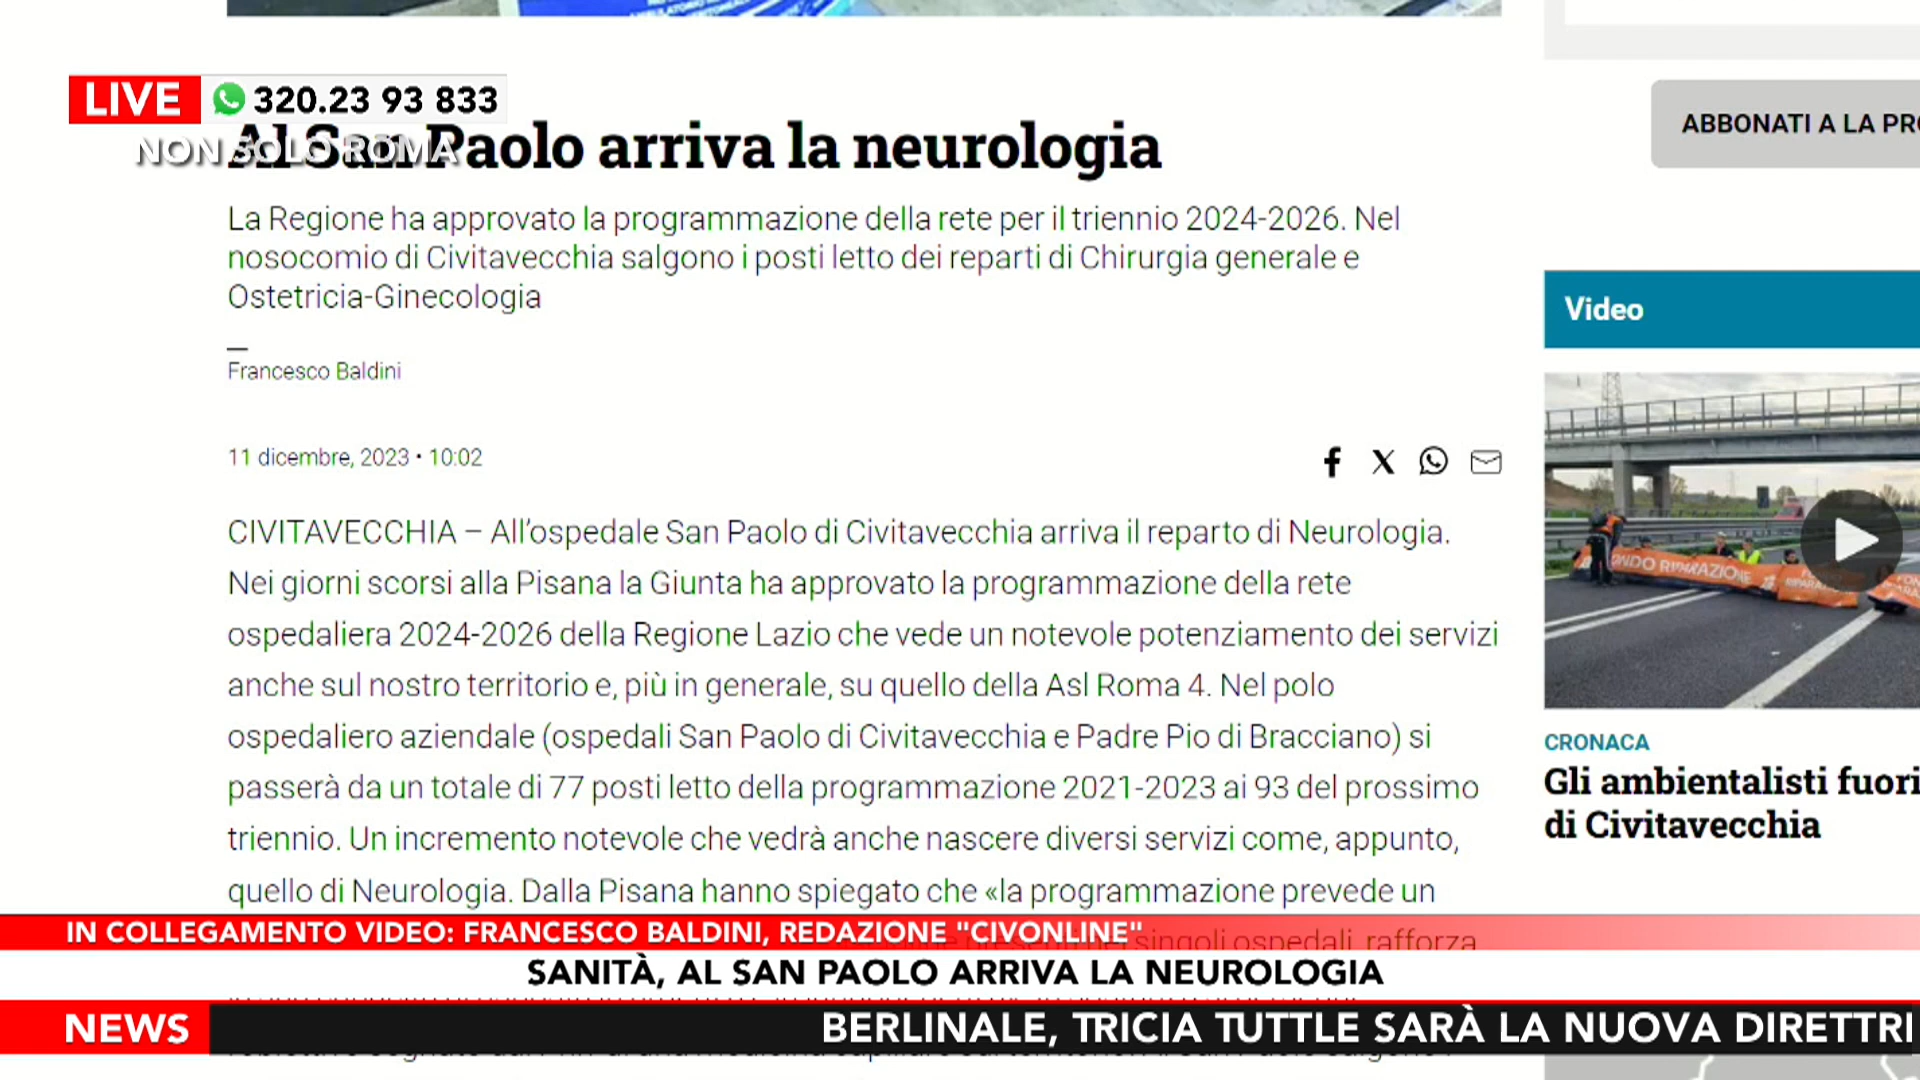 LIVE 320.23 93 833
NON SOLO ROMA
Al San Paolo arriva la neurologia
La Regione ha approvato la programmazione della rete per il triennio 2024-2026. Nel
nosocomio di Civitavecchia salgono i posti letto dei reparti di Chirurgia generale e
Ostetricia-Ginecologia
Francesco Baldini
11 dicembre, 2023 • 10:02
CIVITAVECCHIA – All'ospedale San Paolo di Civitavecchia arriva il reparto di Neurologia.
Nei giorni scorsi alla Pisana la Giunta ha approvato la programmazione della rete
ospedaliera 2024-2026 della Regione Lazio che vede un notevole potenziamento dei servizi
anche sul nostro territorio e, più in generale, su quello della Asl Roma 4. Nel polo
ospedaliero aziendale (ospedali San Paolo di Civitavecchia e Padre Pio di Bracciano) si
passerà da un totale di 77 posti letto della programmazione 2021-2023 ai 93 del prossimo
triennio. Un incremento notevole che vedrà anche nascere diversi servizi come, appunto,
quello di Neurologia. Dalla Pisana hanno spiegato che «la programmazione prevede un
singoli ospedali, rafforza
ABBONATI A LA PRO
Video
ONDO RIPARAZIONE
CRONACA
Gli ambientalisti fuori
di Civitavecchia
IN COLLEGAMENTO VIDEO: FRANCESCO BALDINI, REDAZIONE "CIVONLINE"
SANITÀ, AL SAN PAOLO ARRIVA LA NEUROLOGIA
NEWS BERLINALE, TRICIA TUTTLE SARÀ LA NUOVA DIRETTRI